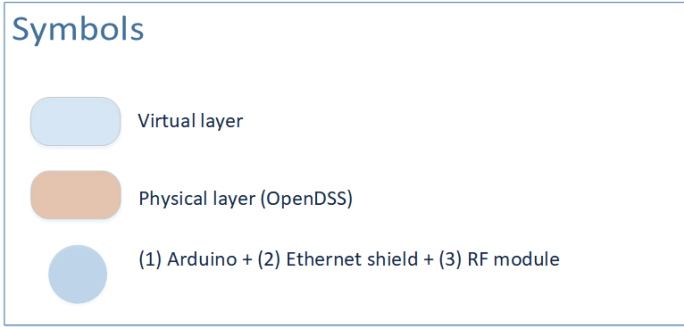 Symbols
Virtual layer
Physical layer (OpenDSS)
(1) Arduino + (2) Ethernet shield + (3) RF module